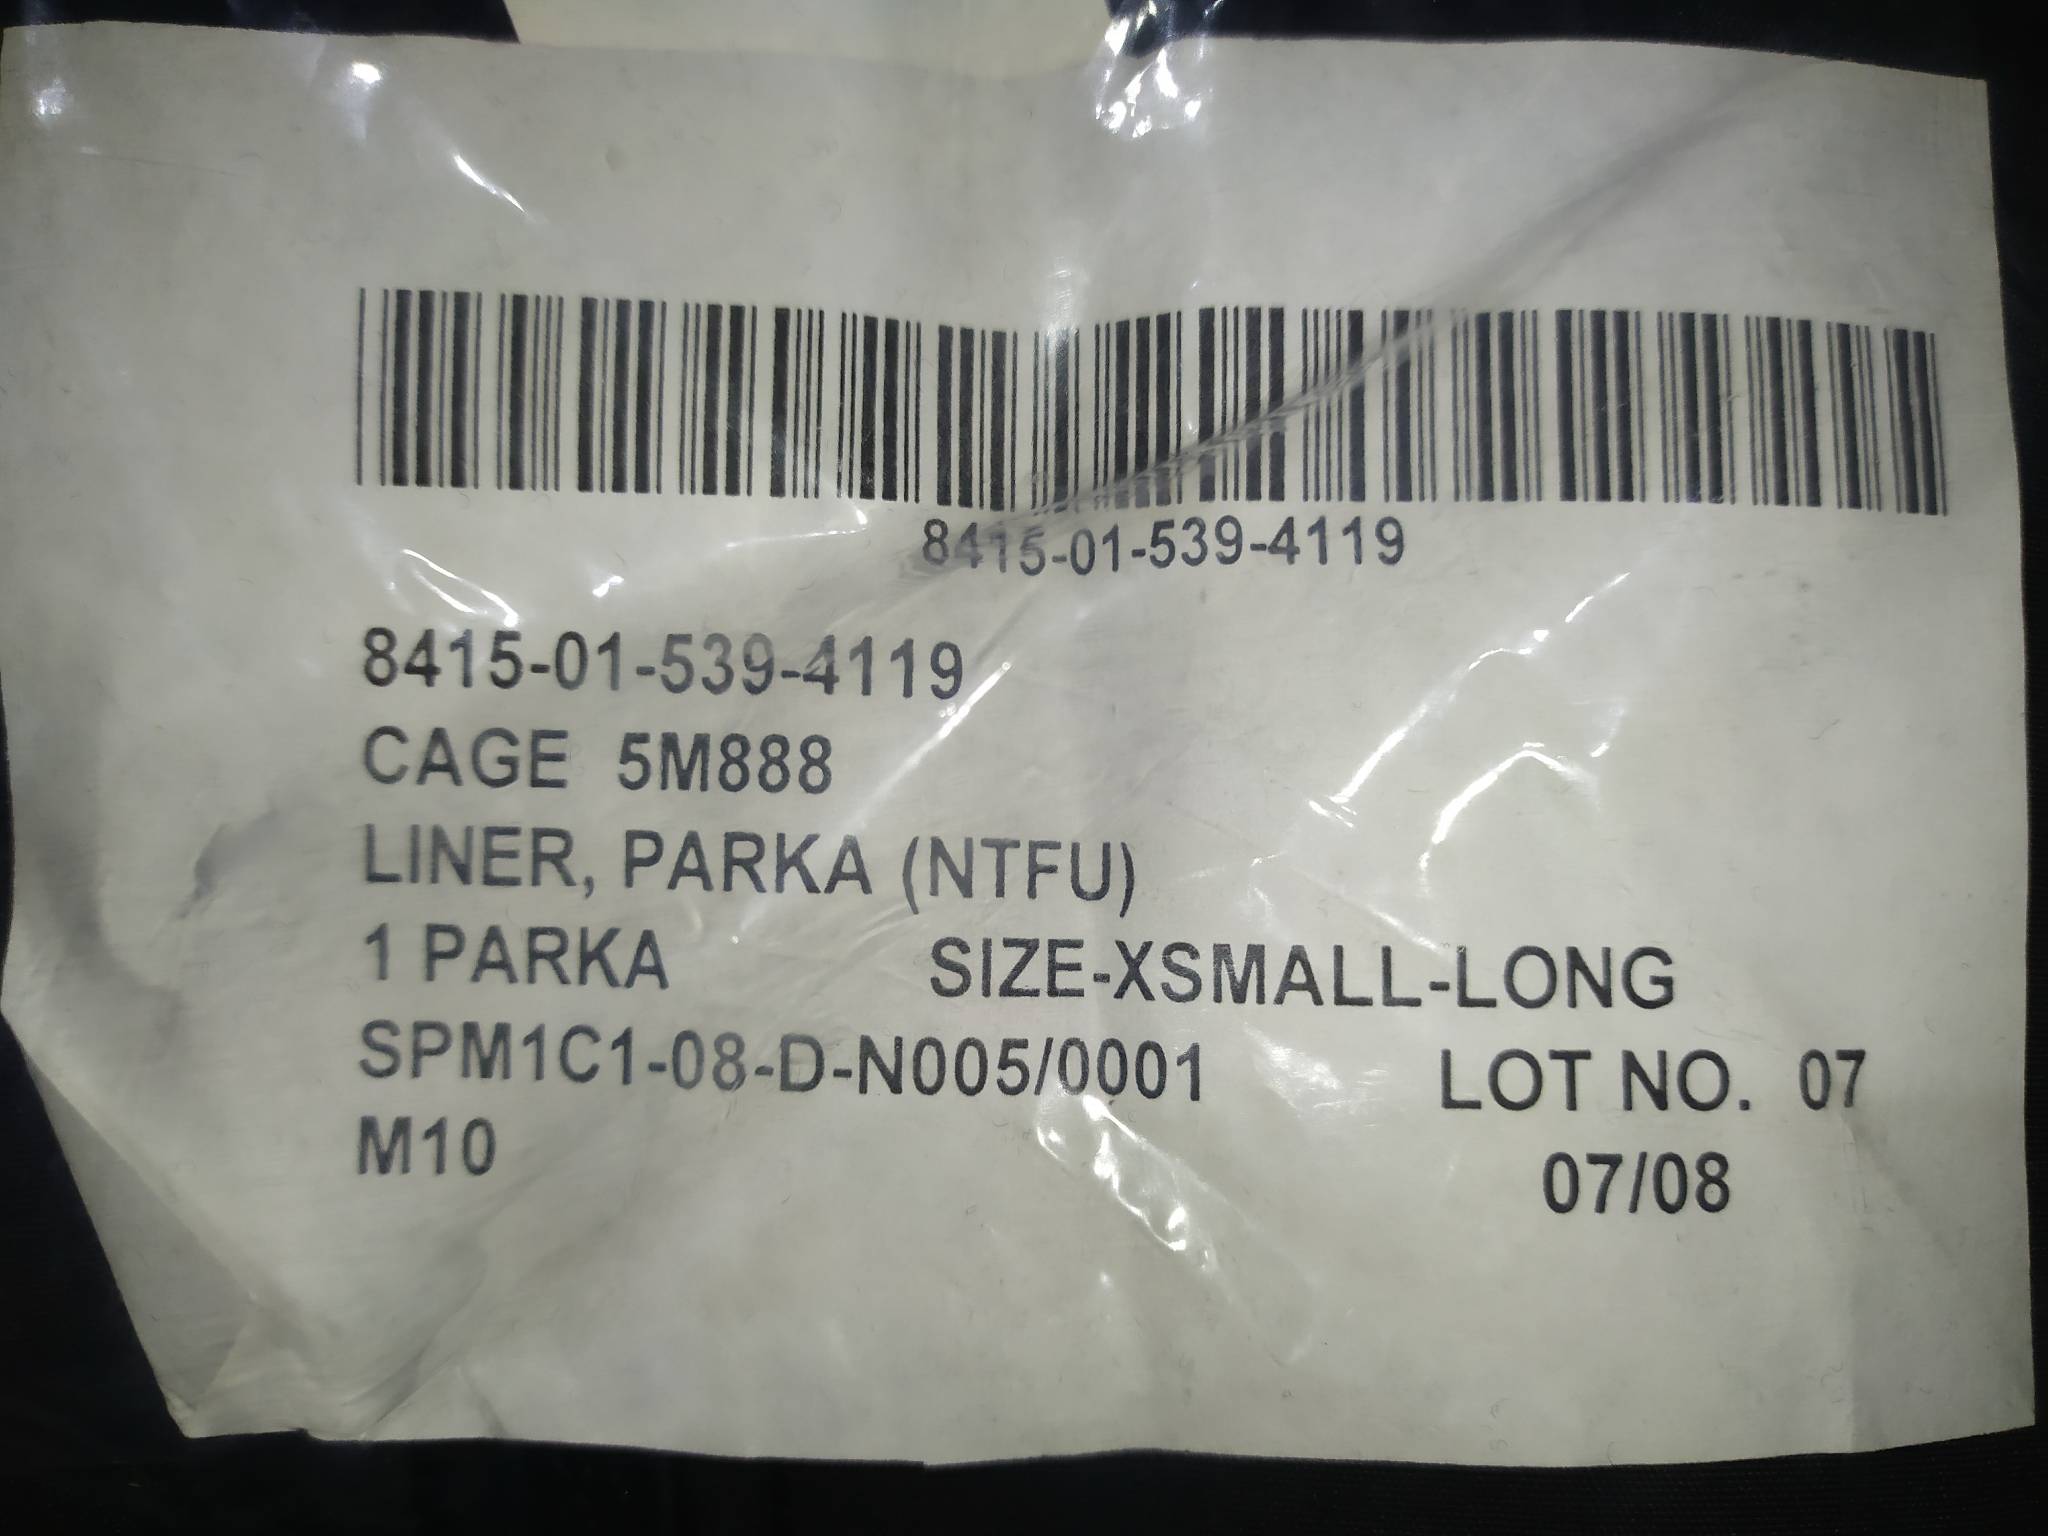 8415-01-539-4119
8415-01-539-4119
CAGE 5M888
LINER, PARKA (NTFU)
1 PARKA SIZE-XSMALL-LONG
SPM1C1-08-D-N005/0001 LOT NO. 07
M10 07/08